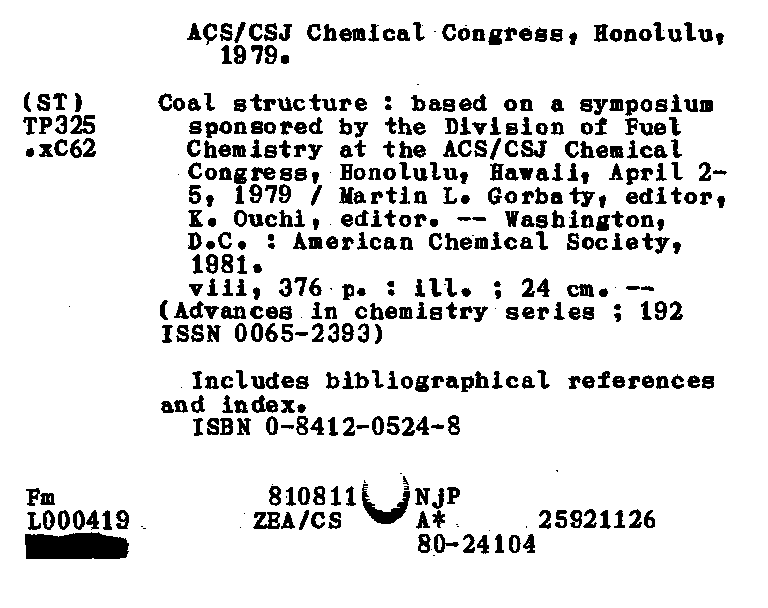 ACS/CSJ Chemical Congress, Honolulu,
1979.
(ST) Coal structure : based on a symposium
TP325 sponsored by the Division of Fuel
.xC62 Chemistry at the ACS/CSJ Chemical
Congress, Honolulu, Hawaii, April 2-
5, 1979 / Martin L. Gorbaty, editor,
K. Ouchi, editor. -- Washington,
D.C. : American Chemical Society,
1981.
viii, 376 p. : ill. ; 24 cm. --
(Advances in chemistry series ; 192
ISSN 0065-2393)
Includes bibliographical references
and index.
ISBN 0-8412-0524-8
Fm 810811 NjP
L000419 ZEA/CS A* 25921126
80-24104